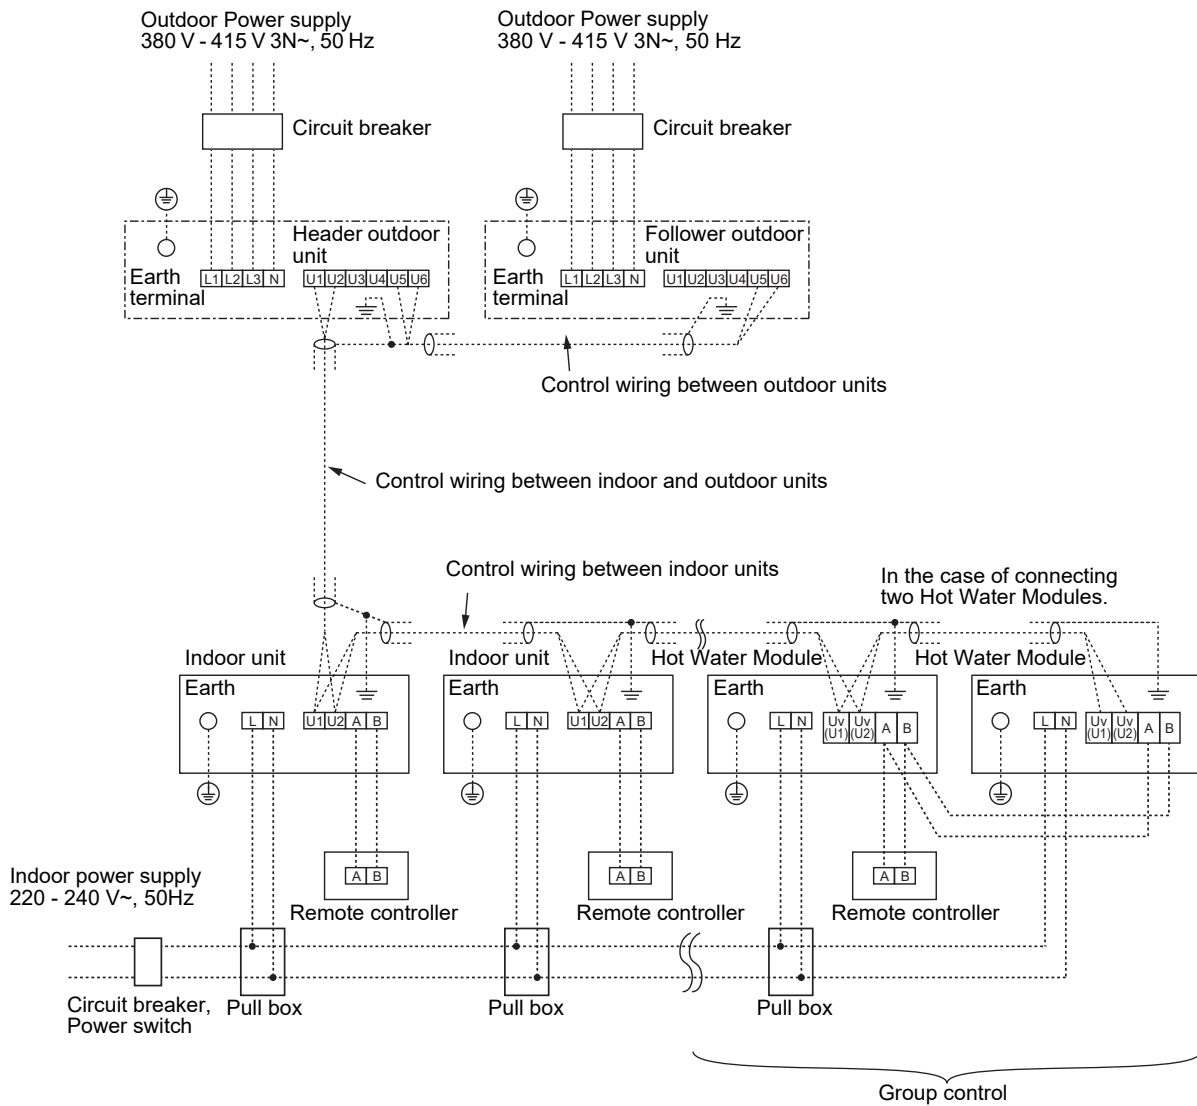 Outdoor Power supply
380 V - 415 V 3N~, 50 Hz
Outdoor Power supply
380 V - 415 V 3N~, 50 Hz
Circuit breaker
Circuit breaker
Header outdoor
unit
Earth
terminal
L1 L2 L3 N
U1 U2 U3 U4 U5 U6
Follower outdoor
unit
Earth
terminal
L1 L2 L3 N
U1 U2 U3 U4 U5 U6
Control wiring between outdoor units
Control wiring between indoor and outdoor units
Control wiring between indoor units
In the case of connecting
two Hot Water Modules.
Indoor unit
Indoor unit
Hot Water Module
Hot Water Module
Earth
L N
U1 U2 A B
Earth
L N
U1 U2 A B
Earth
L N
Uv
(U1)
Uv
(U2)
A B
Earth
L N
Uv
(U1)
Uv
(U2)
A B
A B
A B
A B
Remote controller
Remote controller
Remote controller
Indoor power supply
220 - 240 V~, 50Hz
Circuit breaker,
Power switch
Pull box
Pull box
Pull box
Group control